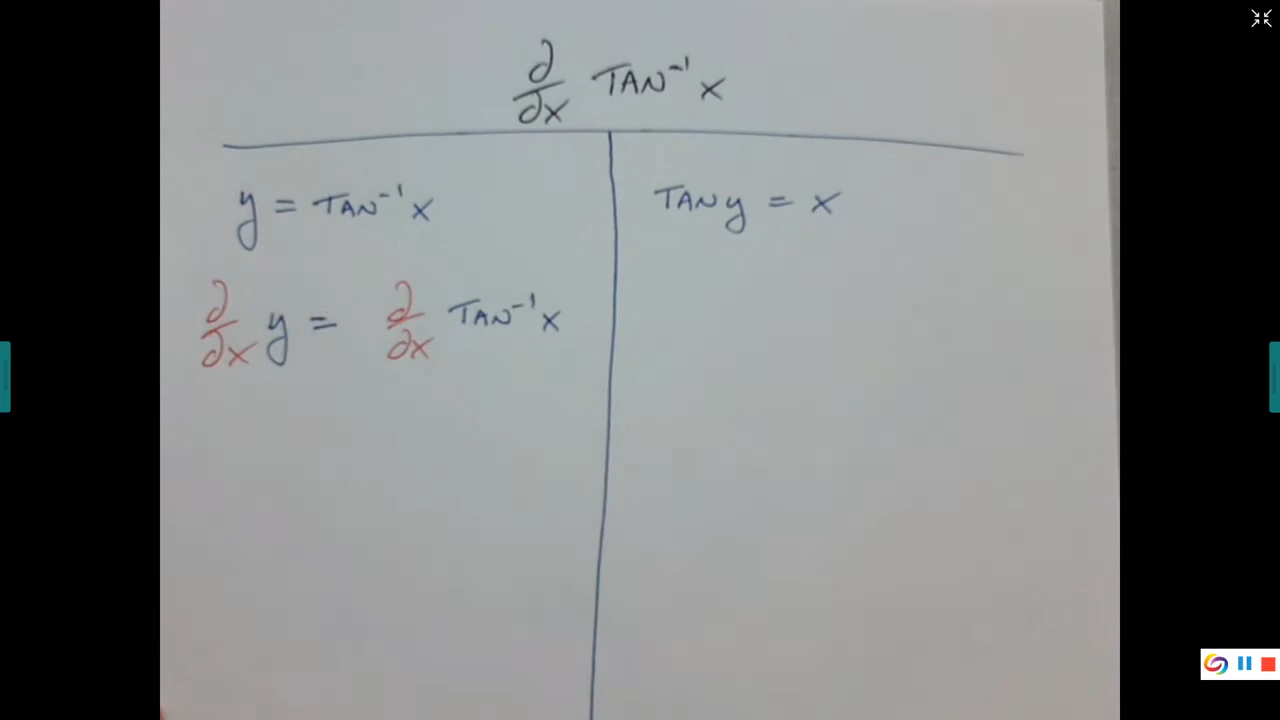 ∂/∂x TAN⁻¹ x
y = TAN⁻¹ x
∂/∂x y = ∂/∂x TAN⁻¹ x
TAN y = x